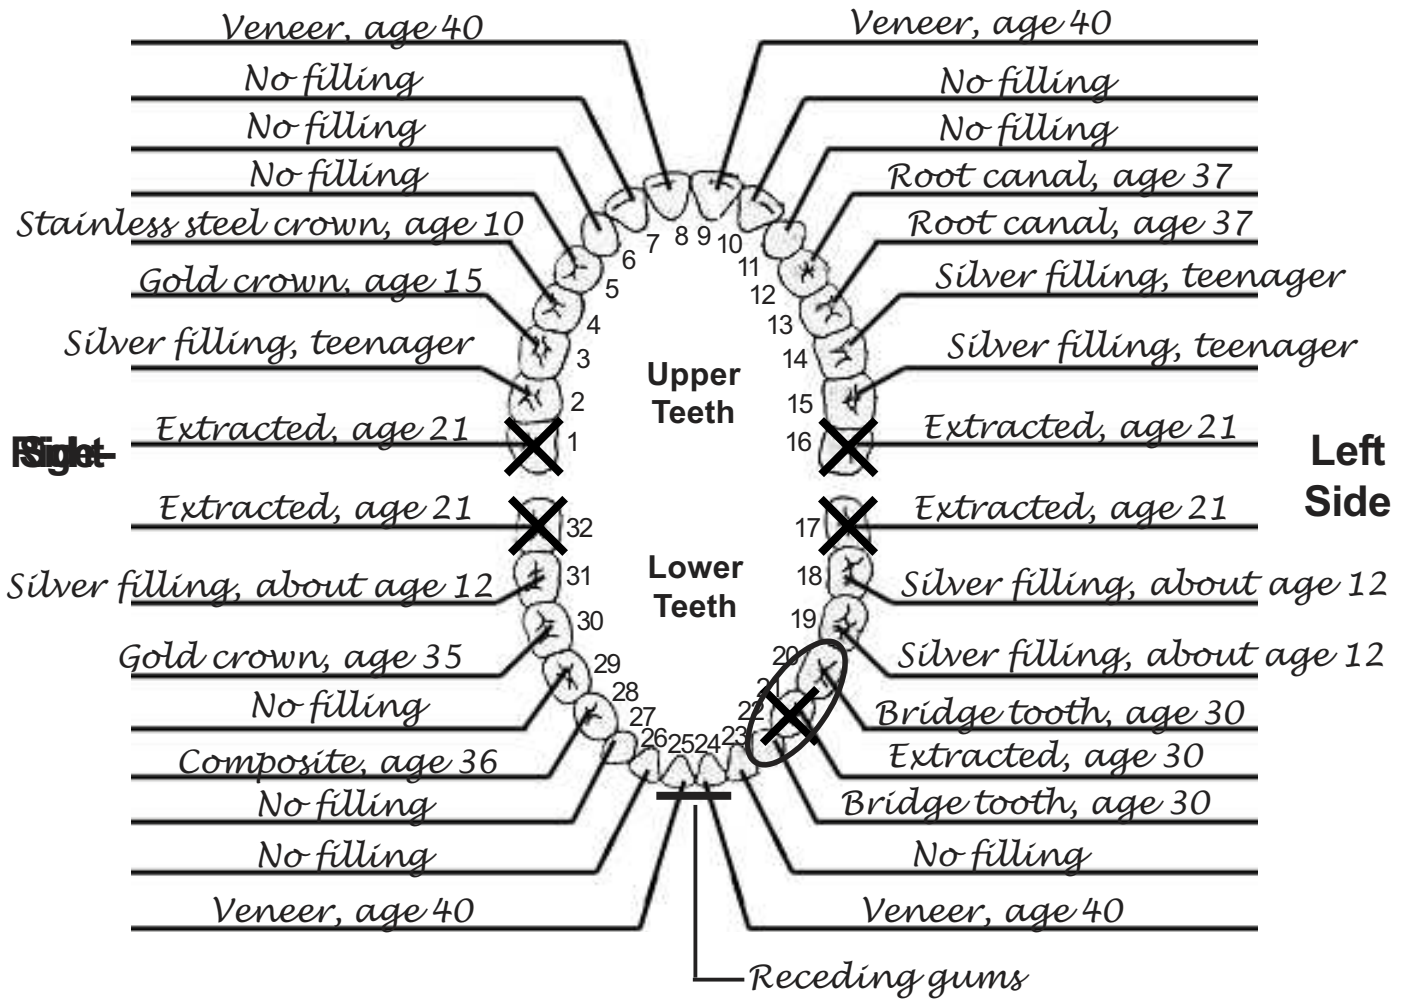 Veneer, age 40
Veneer, age 40
No filling
No filling
No filling
No filling
No filling
Root canal, age 37
Stainless steel crown, age 10
Root canal, age 37
Gold crown, age 15
Silver filling, teenager
Silver filling, teenager
Silver filling, teenager
Extracted, age 21
Extracted, age 21
Extracted, age 21
Extracted, age 21
Silver filling, about age 12
Silver filling, about age 12
Gold crown, age 35
Silver filling, about age 12
No filling
Bridge tooth, age 30
Composite, age 36
Extracted, age 30
No filling
Bridge tooth, age 30
No filling
No filling
Veneer, age 40
Veneer, age 40
Receding gums
Upper
Teeth
Lower
Teeth
Left
Side
1
2
3
4
5
6
7
8
9
10
11
12
13
14
15
16
17
18
19
20
21
22
23
24
25
26
27
28
29
30
31
32